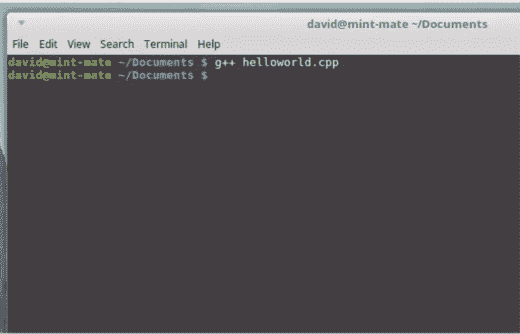 david@mint-mate ~/Documents
File Edit View Search Terminal Help
david@mint-mate ~/Documents $ g++ helloworld.cpp
david@mint-mate ~/Documents $